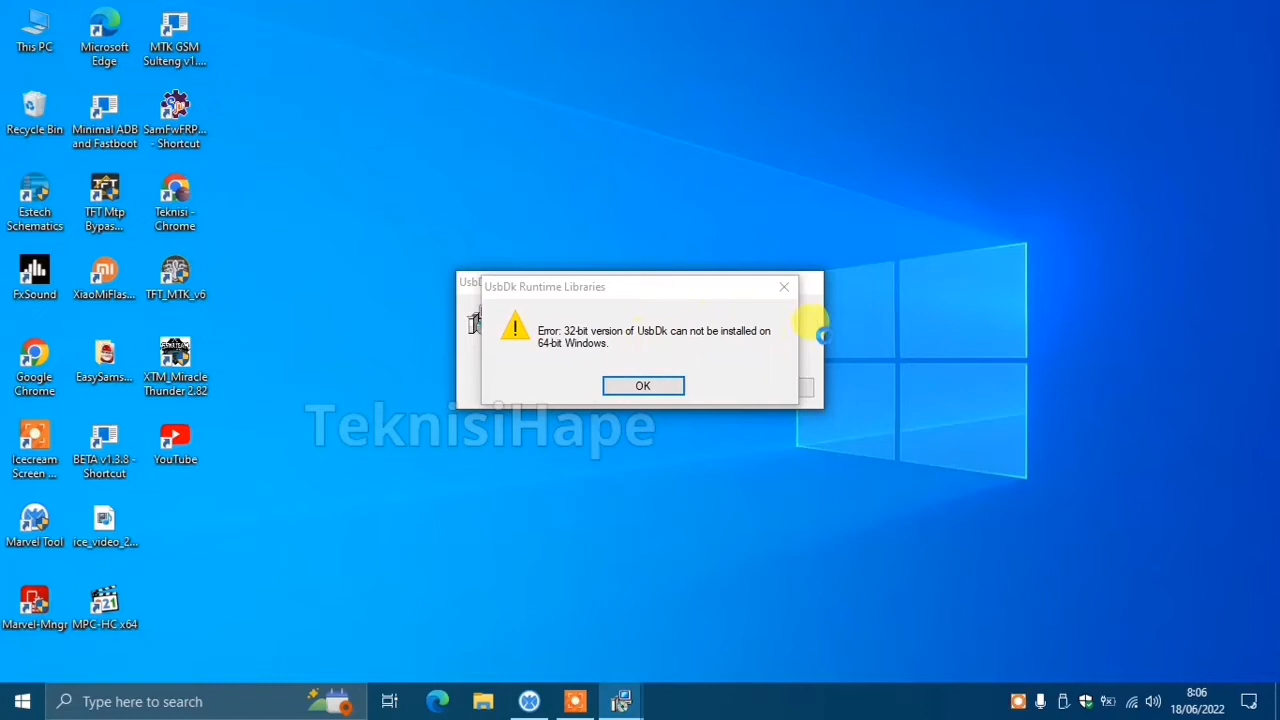 This PC
Microsoft
Edge
MTK GSM
Sulteng v1....
Recycle Bin
Minimal ADB
and Fastboot
SamFwFRP...
- Shortcut
Estech
Schematics
TFT Mtp
Bypas...
Teknisi -
Chrome
FxSound
XiaoMiFlas...
TFT_MTK_v6
Google
Chrome
EasySams...
XTM_Miracle
Thunder 2.82
Icecream
Screen ...
BETA v1.3.8 -
Shortcut
YouTube
Marvel Tool
ice_video_2...
Marvel-Mngr
MPC-HC x64
21
UsbD
UsbDk Runtime Libraries
Error: 32-bit version of UsbDk can not be installed on
64-bit Windows.
OK
TeknisiHape
Type here to search
8:06
18/06/2022